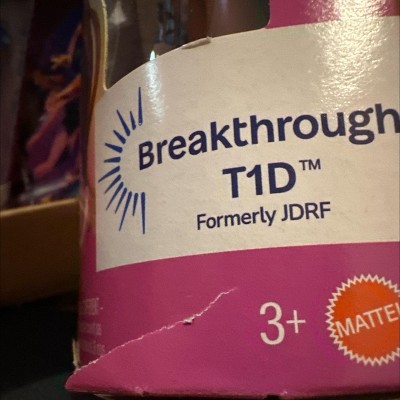 Breakthrough
T1D™
Formerly JDRF
3+
MATTEL